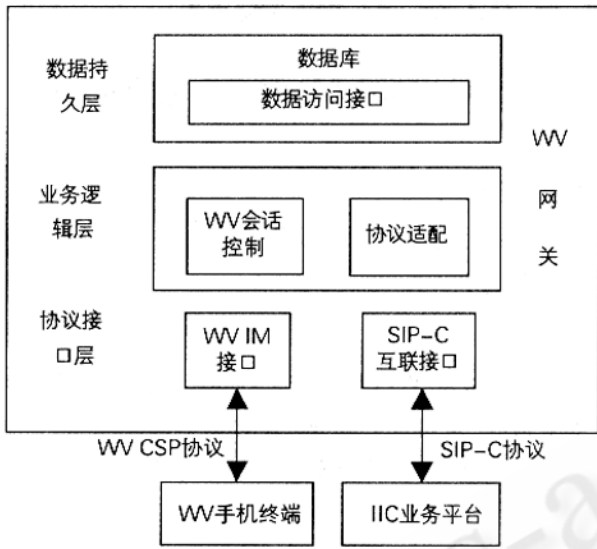 数据持
久层
数据库
数据访问接口
WV
网
关
业务逻
辑层
WV会话
控制
协议适配
协议接
口层
WV IM
接口
SIP-C
互联接口
WV CSP协议
SIP-C协议
WV手机终端
IIC业务平台